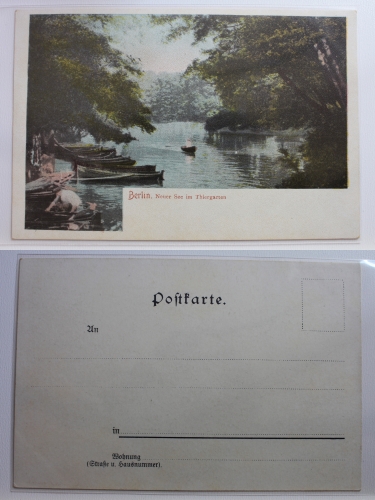 Berlin. Neuer See im Thiergarten
Postkarte.
An
in
Wohnung
(Straße u. Hausnummer)